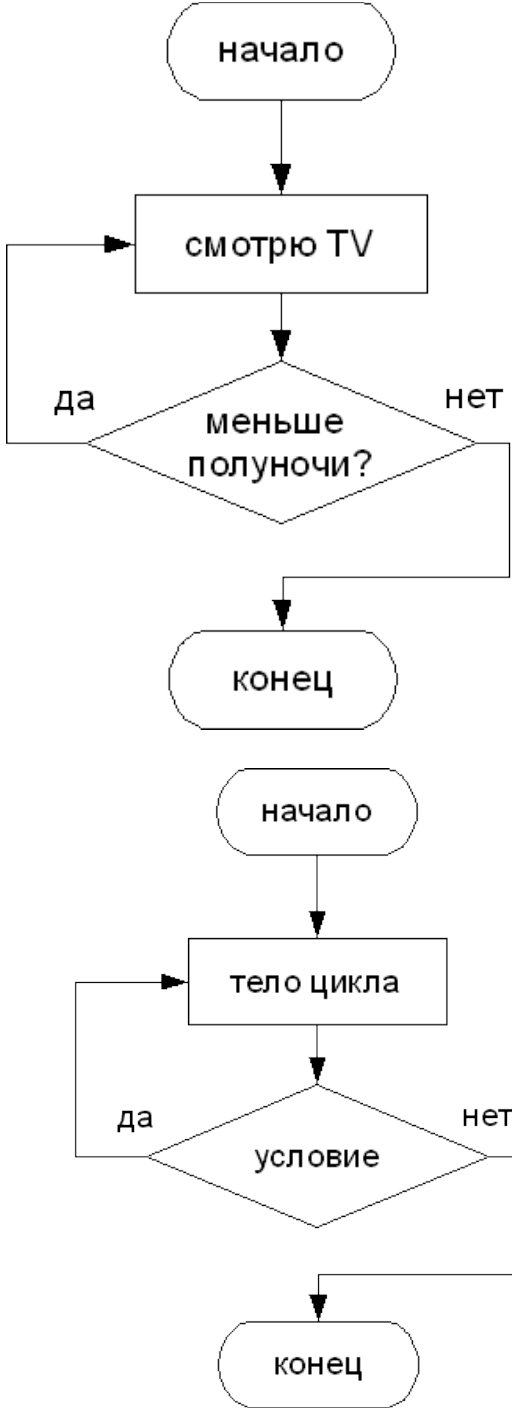 начало
смотрю TV
да
нет
меньше
полуночи?
конец
начало
тело цикла
да
нет
условие
конец